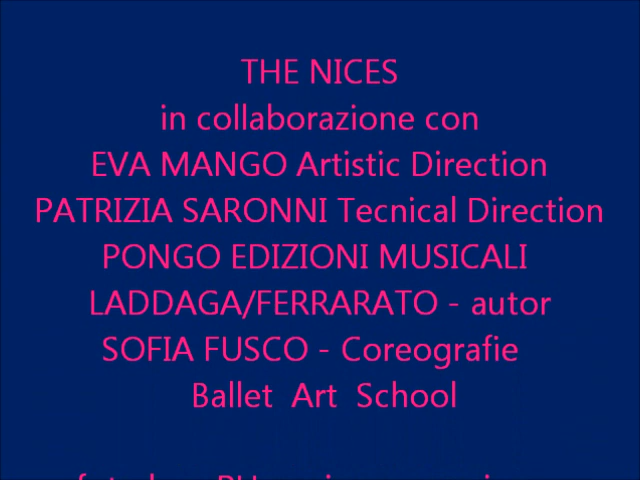 THE NICES
in collaborazione con
EVA MANGO Artistic Direction
PATRIZIA SARONNI Tecnical Direction
PONGO EDIZIONI MUSICALI
LADDAGA/FERRARATO - autor
SOFIA FUSCO - Coreografie
Ballet Art School